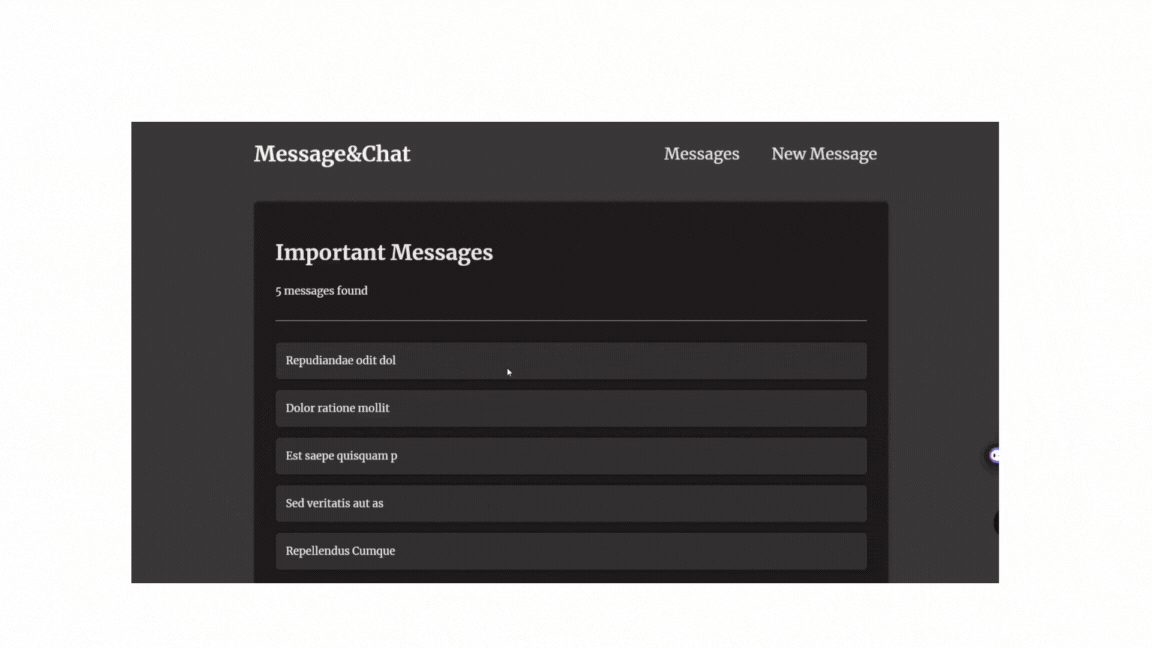 Message&Chat
Messages
New Message
Important Messages
5 messages found
Repudiandae odit dol
Dolor ratione mollit
Est saepe quisquam p
Sed veritatis aut as
Repellendus Cumque